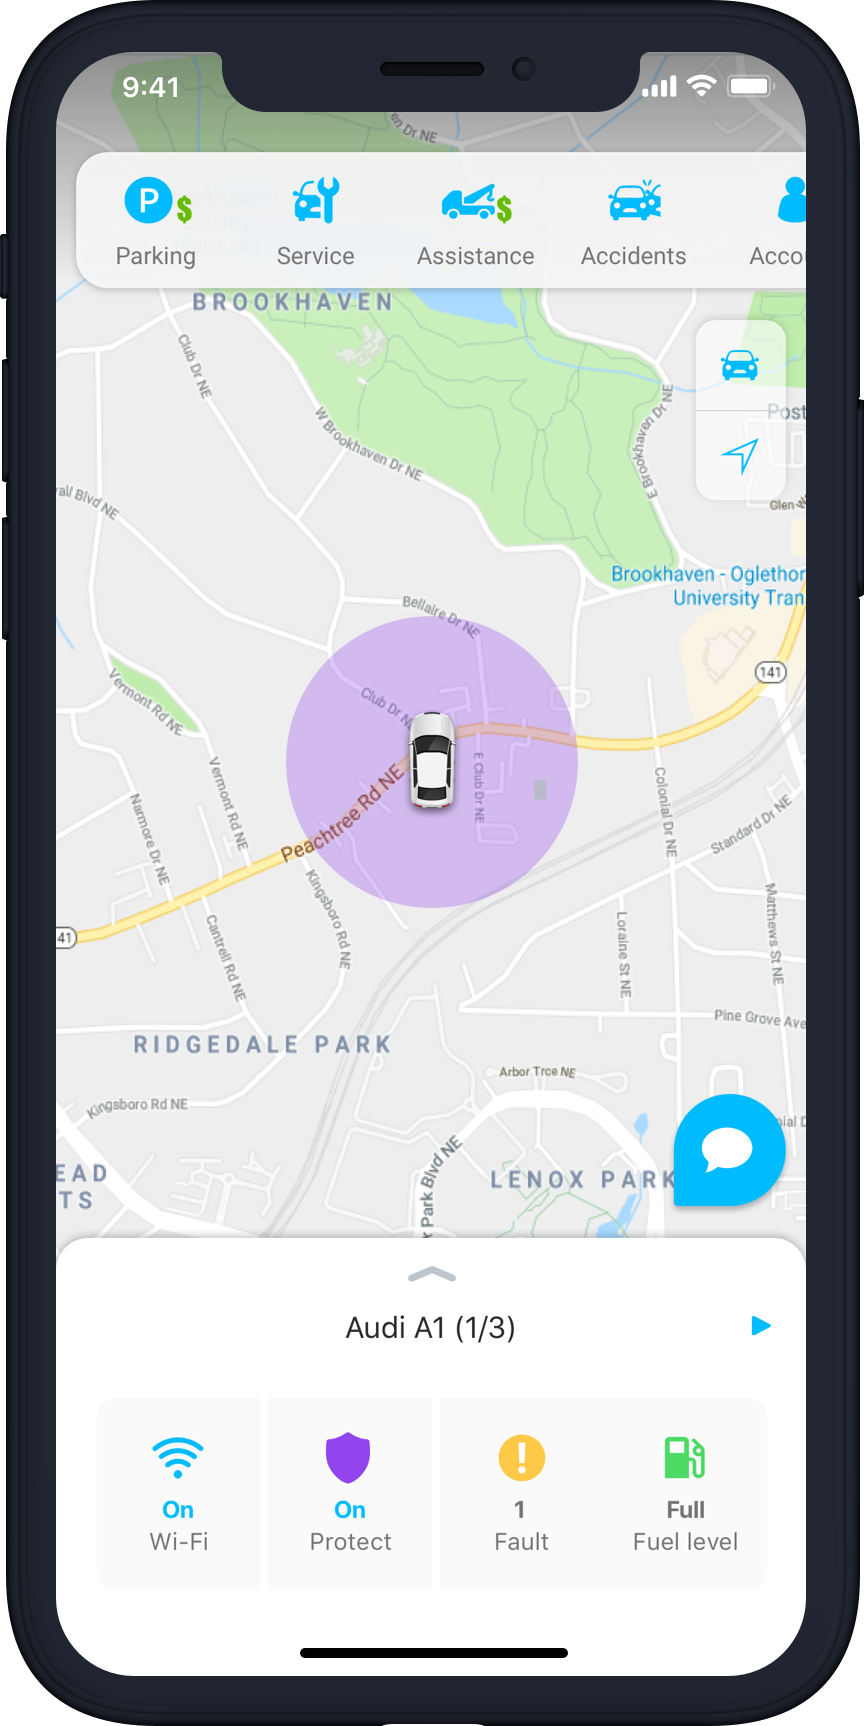 9:41
en Dr NE
P $
$
$
Parking
Service
Assistance
Accidents
Accou
BROOKHAVEN
Club Dr NE
W Brookhaven Dr NE
E Brookhaven Dr NE
Post
Glen
all Blvd NE
Brookhaven - Oglethor
University Tran
Bellaire Dr NE
141
Vermont Rd NE
Club Dr N
E Club Dr NE
Peachtree Rd NE
Vermont Rd NE
Narmore Dr NE
Colonial Dr NE
Standard Dr NE
Kingsboro Rd NE
Matthews St NE
Loraine St NE
Cantrell Rd NE
41
Pine Grove Ave
RIDGEDALE PARK
Arbor Trce NE
Kingsboro Rd NE
nial D
EAD
TS
Park Blvd NE
LENOX PARK
Audi A1 (1/3)
On
Wi-Fi
On
Protect
1
Fault
Full
Fuel level